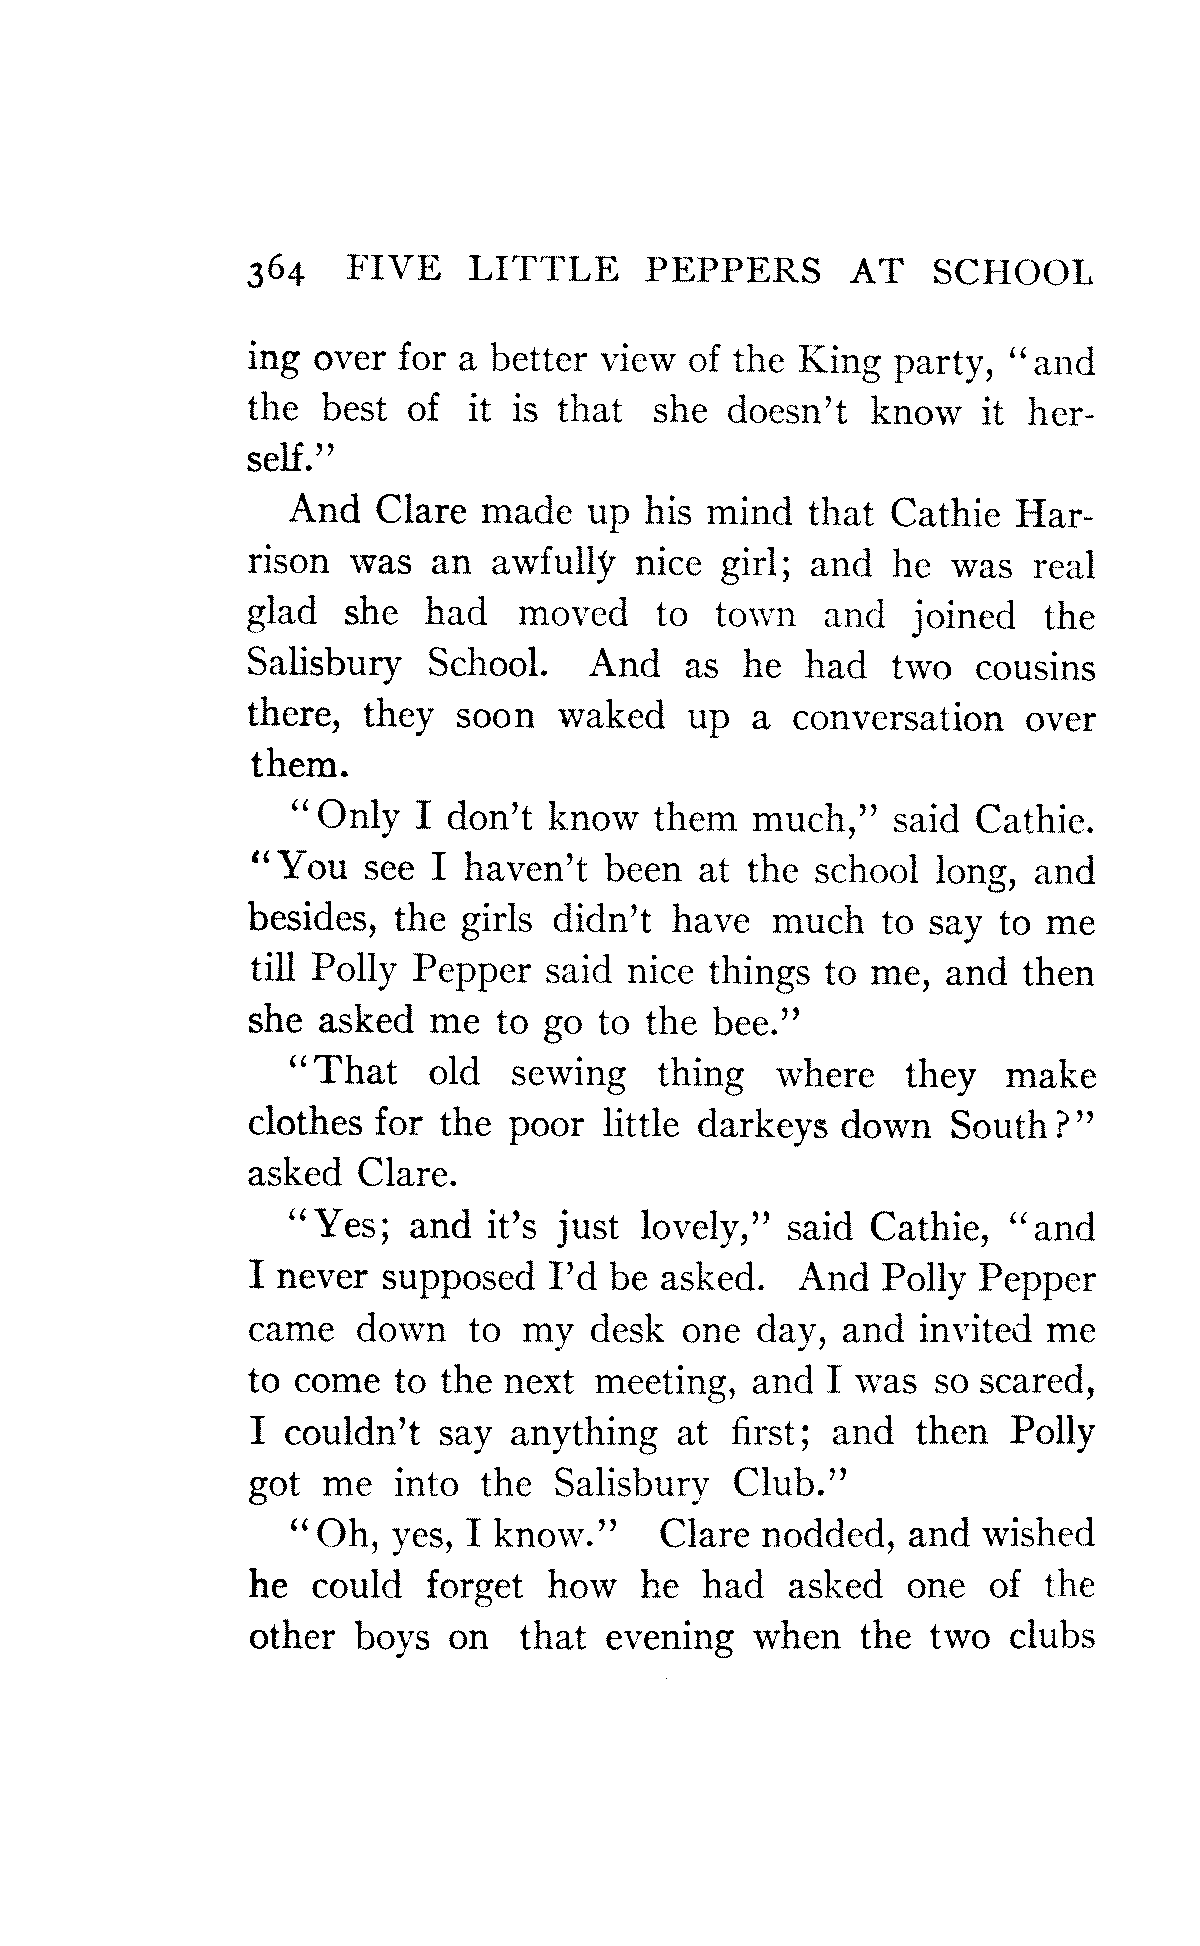 364 FIVE LITTLE PEPPERS AT SCHOOL
ing over for a better view of the King party, "and
the best of it is that she doesn't know it her-
self."
And Clare made up his mind that Cathie Har-
rison was an awfully nice girl; and he was real
glad she had moved to town and joined the
Salisbury School. And as he had two cousins
there, they soon waked up a conversation over
them.
"Only I don't know them much," said Cathie.
"You see I haven't been at the school long, and
besides, the girls didn't have much to say to me
till Polly Pepper said nice things to me, and then
she asked me to go to the bee."
"That old sewing thing where they make
clothes for the poor little darkeys down South?"
asked Clare.
"Yes; and it's just lovely," said Cathie, "and
I never supposed I'd be asked. And Polly Pepper
came down to my desk one day, and invited me
to come to the next meeting, and I was so scared,
I couldn't say anything at first; and then Polly
got me into the Salisbury Club."
"Oh, yes, I know." Clare nodded, and wished
he could forget how he had asked one of the
other boys on that evening when the two clubs